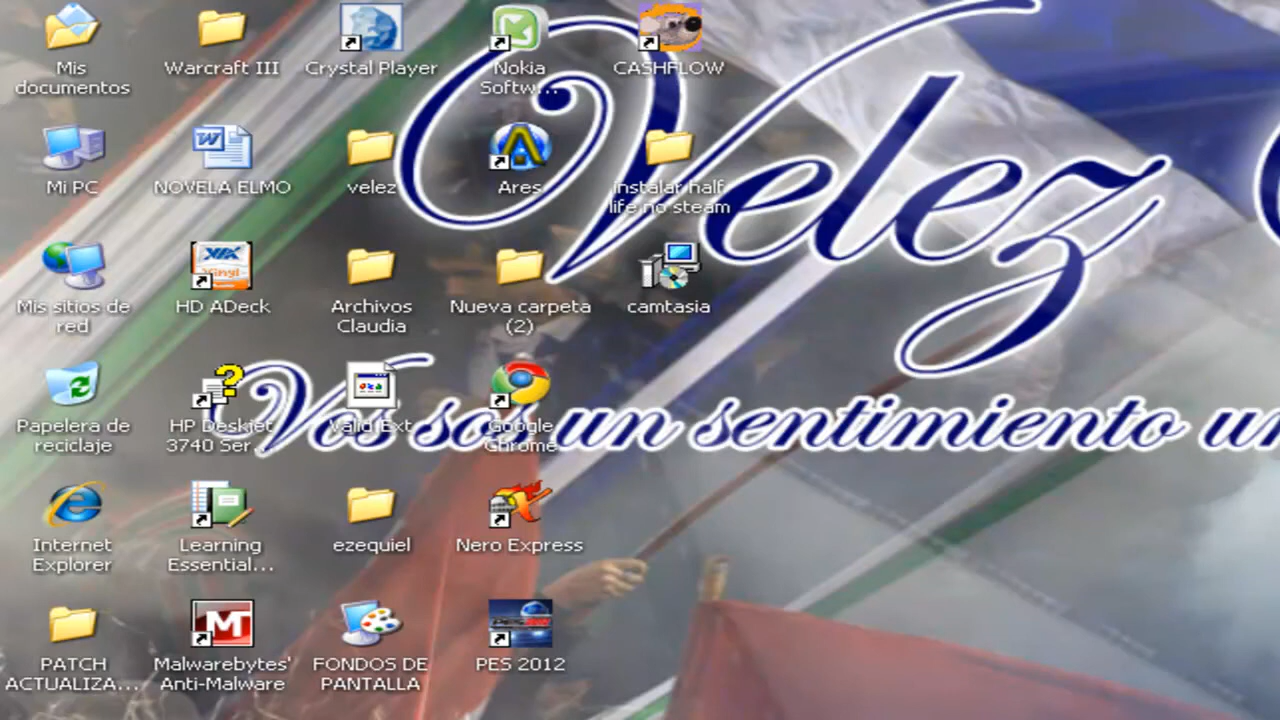 Mis
documentos
Warcraft III
Crystal Player
Nokia
Softw...
CASHFLOW
Mi PC
NOVELA ELMO
velez
Ares
instalar half
life no steam
Velez
Mis sitios de
red
HD ADeck
Archivos
Claudia
Nueva carpeta
(2)
camtasia
Papelera de
reciclaje
HP Deskjet
3740 Ser...
Valid Ext
Google
Chrome
Vos sos un sentimiento un
Internet
Explorer
Learning
Essential...
ezequiel
Nero Express
PATCH
ACTUALIZA...
Malwarebytes'
Anti-Malware
FONDOS DE
PANTALLA
PES 2012